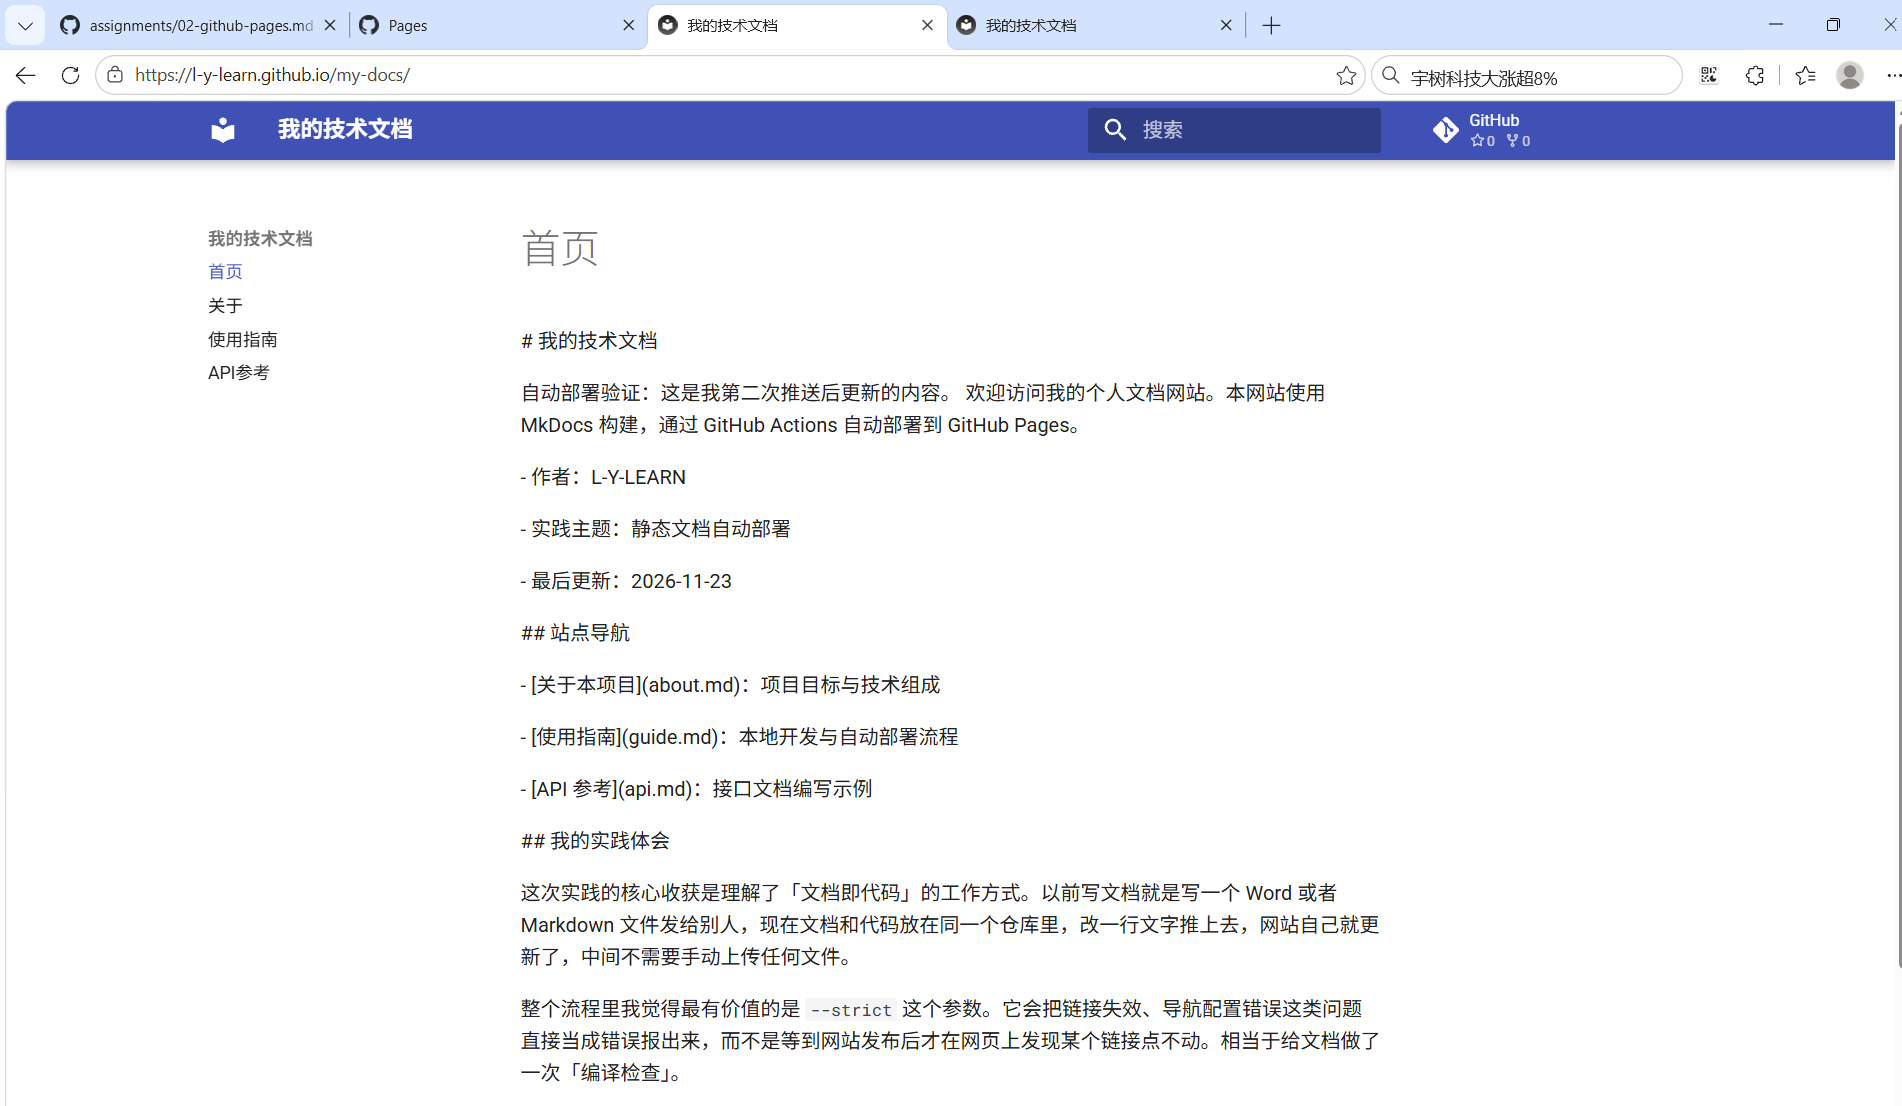 assignments/02-github-pages.md
Pages
我的技术文档
我的技术文档
https://l-y-learn.github.io/my-docs/
宇树科技大涨超8%
我的技术文档
搜索
GitHub
0 0
我的技术文档
首页
关于
使用指南
API参考
首页
# 我的技术文档
自动部署验证：这是我第二次推送后更新的内容。 欢迎访问我的个人文档网站。本网站使用
MkDocs 构建，通过 GitHub Actions 自动部署到 GitHub Pages。
- 作者：L-Y-LEARN
- 实践主题：静态文档自动部署
- 最后更新：2026-11-23
## 站点导航
- [关于本项目](about.md)：项目目标与技术组成
- [使用指南](guide.md)：本地开发与自动部署流程
- [API 参考](api.md)：接口文档编写示例
## 我的实践体会
这次实践的核心收获是理解了「文档即代码」的工作方式。以前写文档就是写一个 Word 或者
Markdown 文件发给别人，现在文档和代码放在同一个仓库里，改一行文字推上去，网站自己就更
新了，中间不需要手动上传任何文件。
整个流程里我觉得最有价值的是 --strict 这个参数。它会把链接失效、导航配置错误这类问题
直接当成错误报出来，而不是等到网站发布后才在网页上发现某个链接点不动。相当于给文档做了
一次「编译检查」。